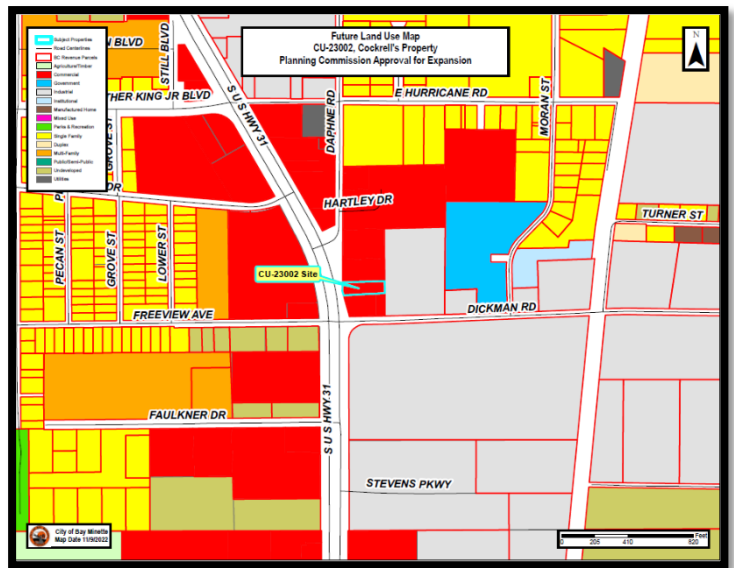 Future Land Use Map
CU-23002, Cockrell's Property
Planning Commission Approval for Expansion
N
Subject Properties
Road Centerlines
BC Revenue Parcels
Agriculture/Timber
Commercial
Government
Industrial
Institutional
Manufactured Home
Mixed Use
Parks & Recreation
Single Family
Duplex
Multi-Family
Public/Semi-Public
Undeveloped
Utilities
N BLVD
STILL BLVD
THER KING JR BLVD
S U S HWY 31
DAPHNE RD
E HURRICANE RD
MORAN ST
GROVE ST
DR
HARTLEY DR
TURNER ST
PECAN ST
GROVE ST
LOWER ST
CU-23002 Site
FREEVIEW AVE
DICKMAN RD
FAULKNER DR
S U S HWY 31
STEVENS PKWY
City of Bay Minette
Map Date 11/9/2022
Feet
0 205 410 820